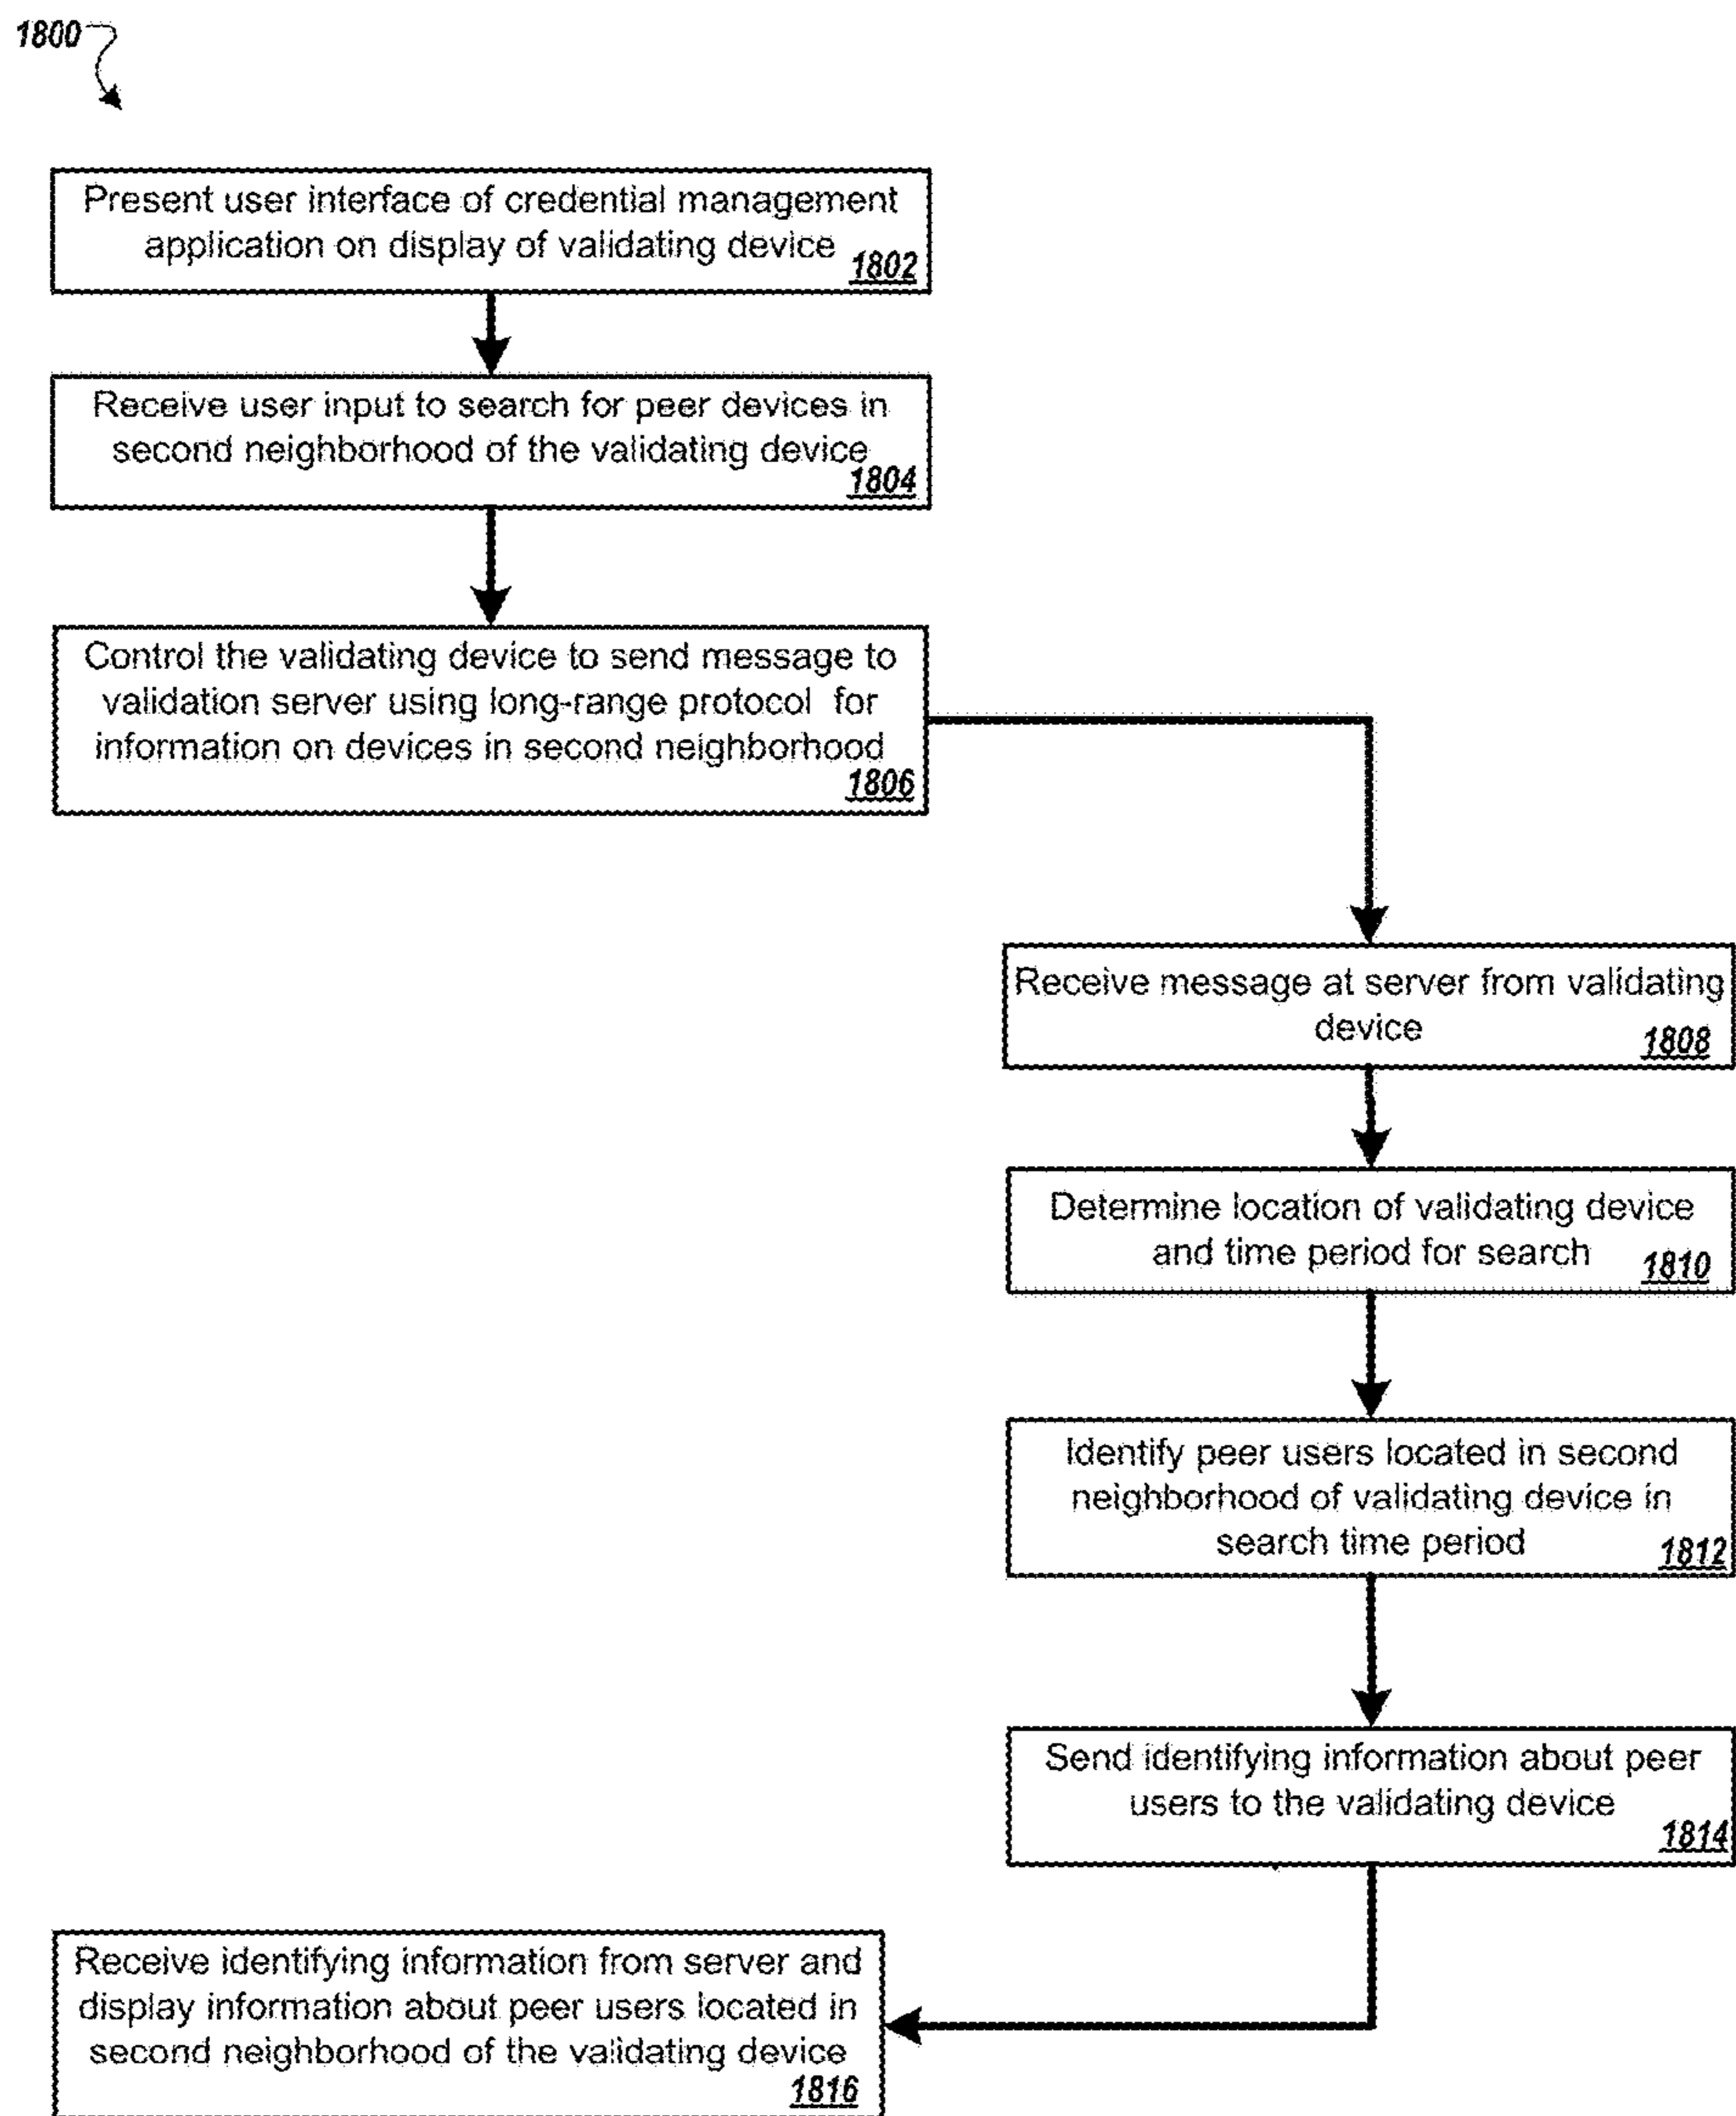 1800
Present user interface of credential management
application on display of validating device
1802
Receive user input to search for peer devices in
second neighborhood of the validating device
1804
Control the validating device to send message to
validation server using long-range protocol for
information on devices in second neighborhood
1806
Receive message at server from validating
device
1808
Determine location of validating device
and time period for search
1810
Identify peer users located in second
neighborhood of validating device in
search time period
1812
Send identifying information about peer
users to the validating device
1814
Receive identifying information from server and
display information about peer users located in
second neighborhood of the validating device
1816